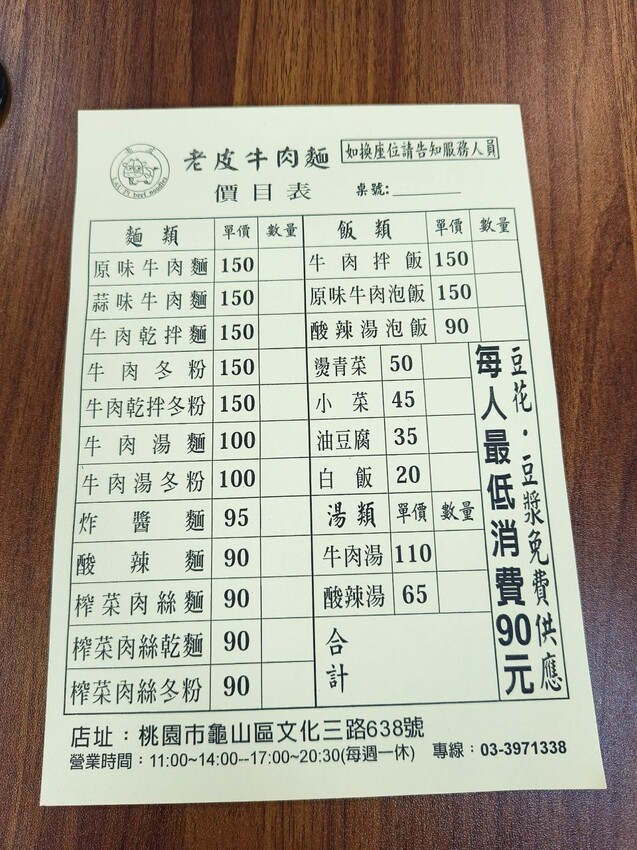 老皮牛肉麵
如換座位請告知服務人員
LAU PI beef noodles
價目表
桌號:
麵類 單價 數量
原味牛肉麵 150
蒜味牛肉麵 150
牛肉乾拌麵 150
牛肉冬粉 150
牛肉乾拌冬粉 150
牛肉湯麵 100
牛肉湯冬粉 100
炸醬麵 95
酸辣麵 90
榨菜肉絲麵 90
榨菜肉絲乾麵 90
榨菜肉絲冬粉 90
飯類 單價 數量
牛肉拌飯 150
原味牛肉泡飯 150
酸辣湯泡飯 90
燙青菜 50
小菜 45
油豆腐 35
白飯 20
湯類 單價 數量
牛肉湯 110
酸辣湯 65
合計
豆花.豆漿免費供應
每人最低消費90元
店址:桃園市龜山區文化三路638號
營業時間:11:00~14:00--17:00~20:30(每週一休) 專線:03-3971338